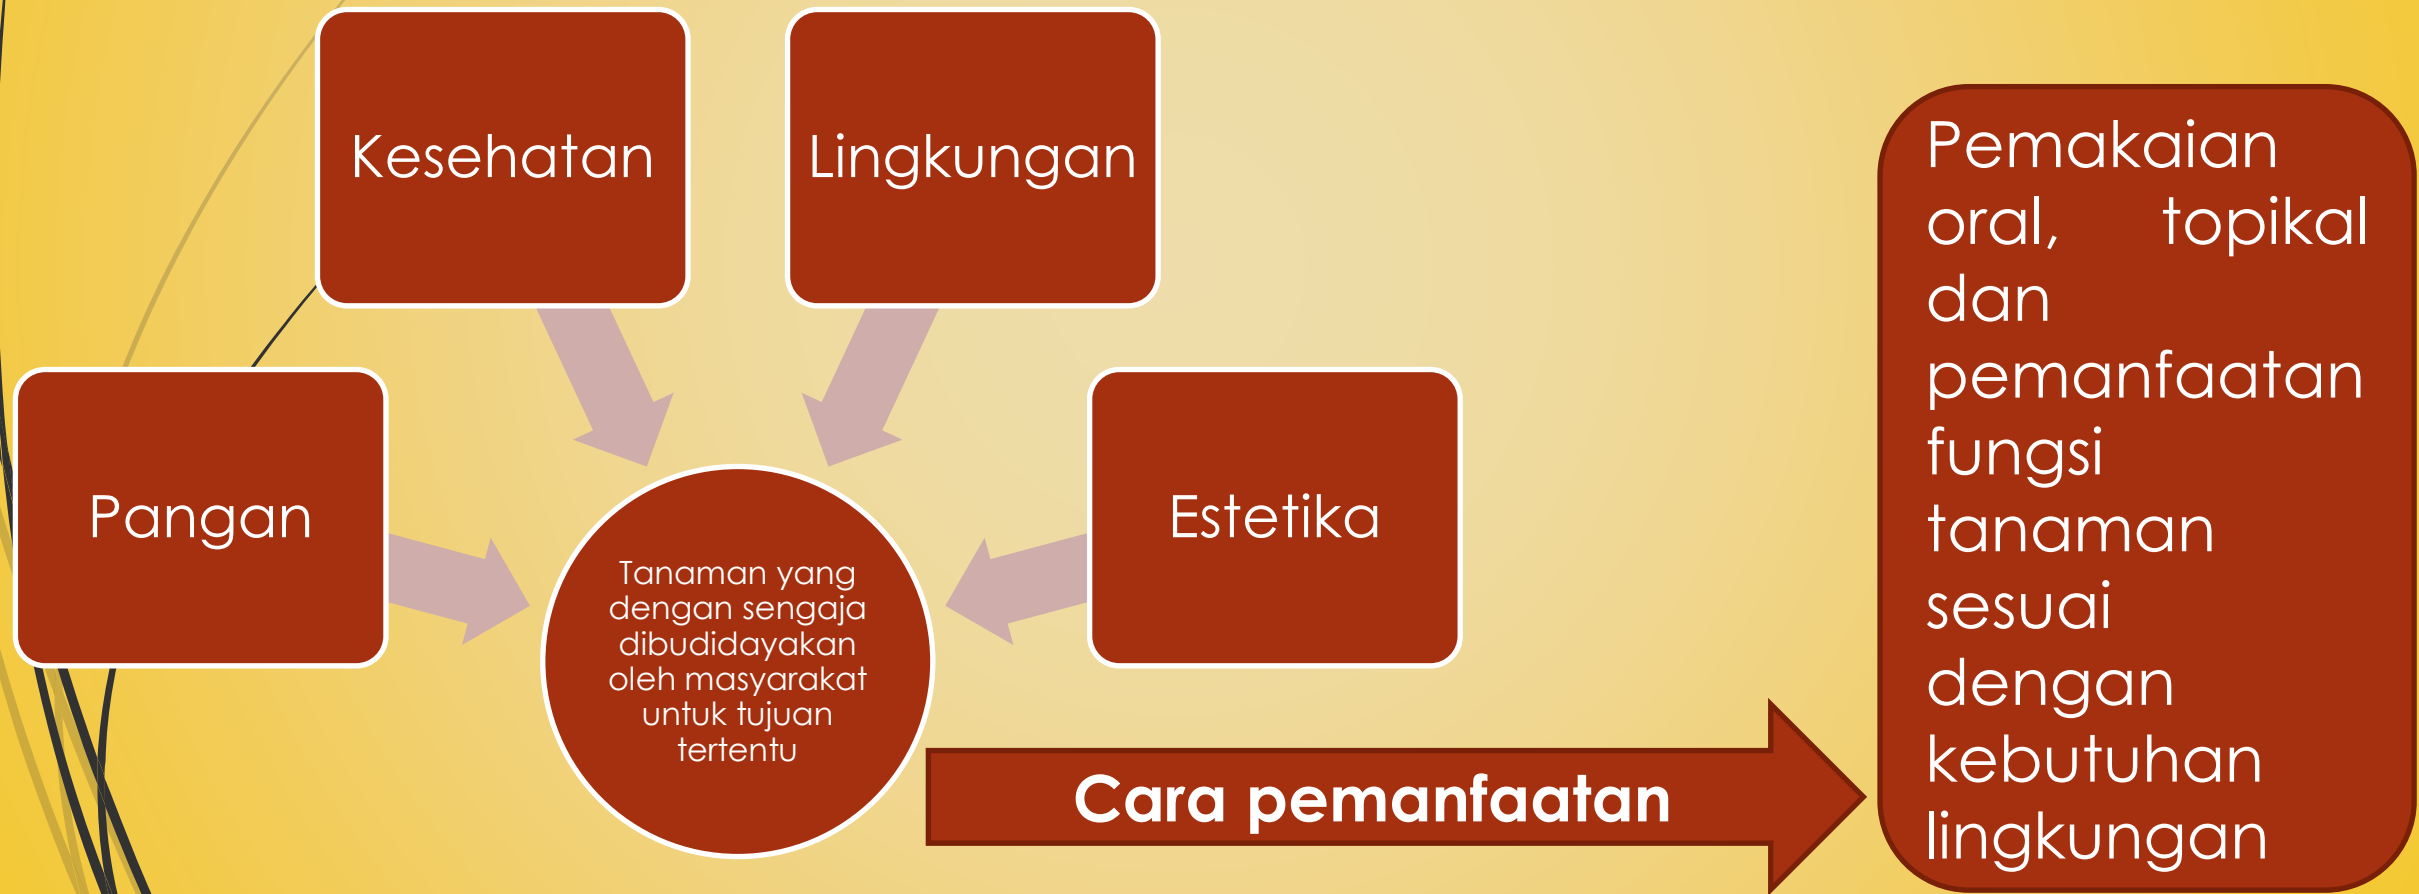 Kesehatan
Lingkungan
Pangan
Estetika
Tanaman yang
dengan sengaja
dibudidayakan
oleh masyarakat
untuk tujuan
tertentu
Cara pemanfaatan
Pemakaian
oral, topikal
dan
pemanfaatan
fungsi
tanaman
sesuai
dengan
kebutuhan
lingkungan